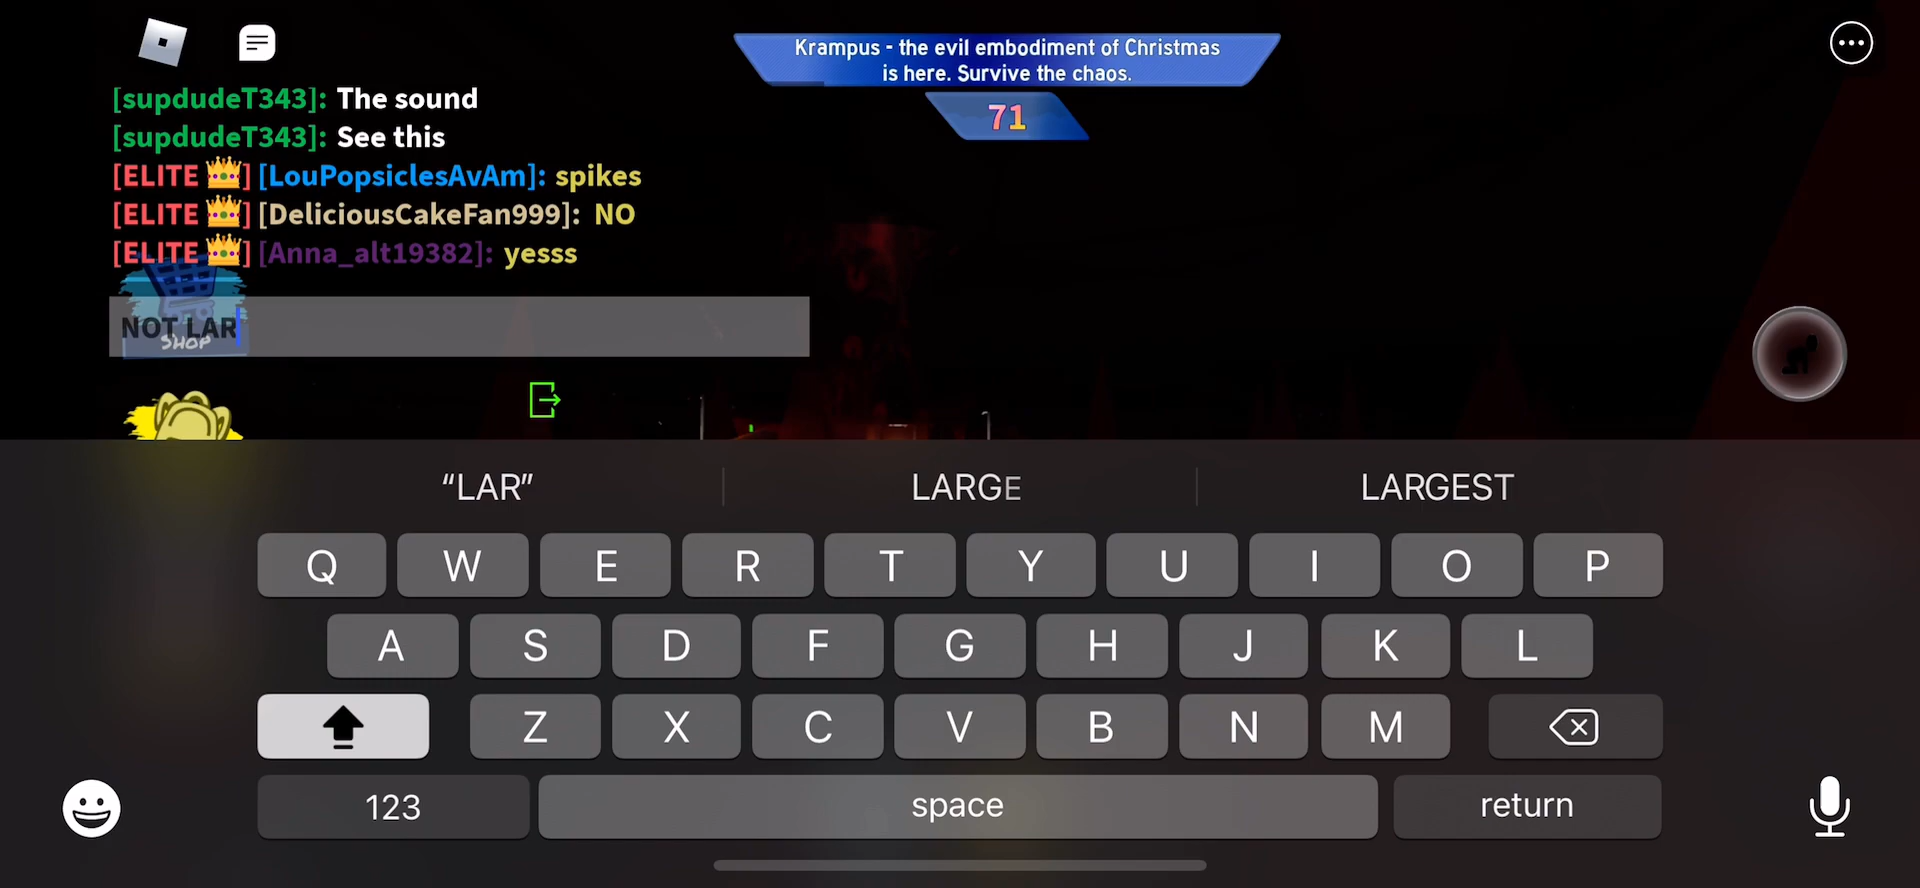 Krampus - the evil embodiment of Christmas
is here. Survive the chaos.
71
[supdudeT343]: The sound
[supdudeT343]: See this
[ELITE 👑] [LouPopsiclesAvAm]: spikes
[ELITE 👑] [DeliciousCakeFan999]: NO
[ELITE 👑] [Anna_alt19382]: yesss
NOT LAR
SHOP
“LAR” LARGE LARGEST
Q W E R T Y U I O P
A S D F G H J K L
Z X C V B N M
123 space return